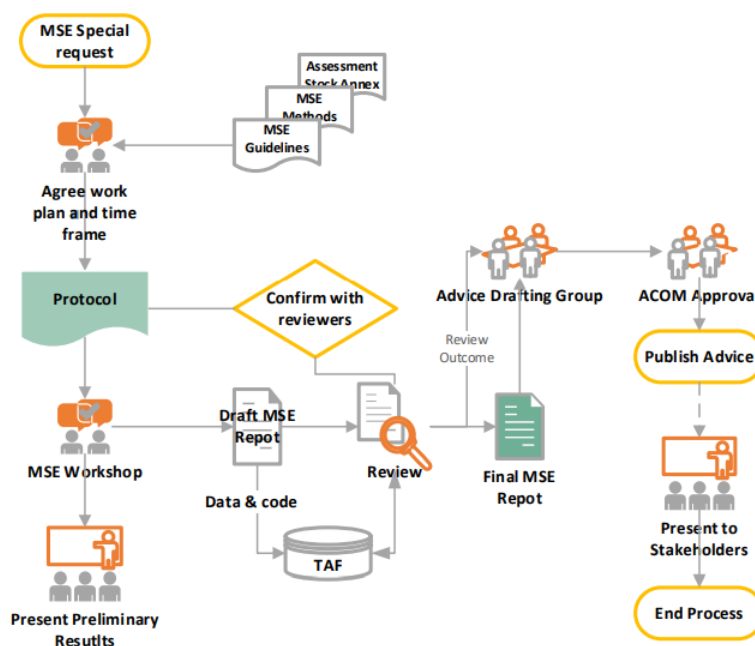 MSE Special
request
Assessment
Stock Annex
MSE
Methods
MSE
Guidelines
Agree work
plan and time
frame
Protocol
Confirm with
reviewers
Advice Drafting Group
ACOM Approva
Review
Outcome
Publish Advice
Draft MSE
Repot
MSE Workshop
Review
Final MSE
Repot
Data & code
TAF
Present to
Stakeholders
Present Preliminary
Resutlts
End Process